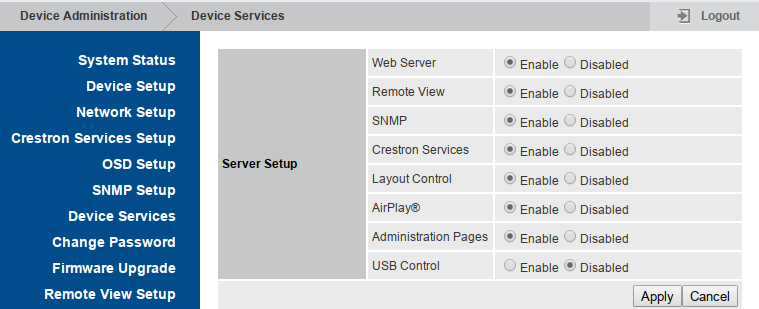 Device Administration Device Services Logout
System Status
Device Setup
Network Setup
Crestron Services Setup
OSD Setup
SNMP Setup
Device Services
Change Password
Firmware Upgrade
Remote View Setup
Server Setup
Web Server Enable Disabled
Remote View Enable Disabled
SNMP Enable Disabled
Crestron Services Enable Disabled
Layout Control Enable Disabled
AirPlay® Enable Disabled
Administration Pages Enable Disabled
USB Control Enable Disabled
Apply Cancel